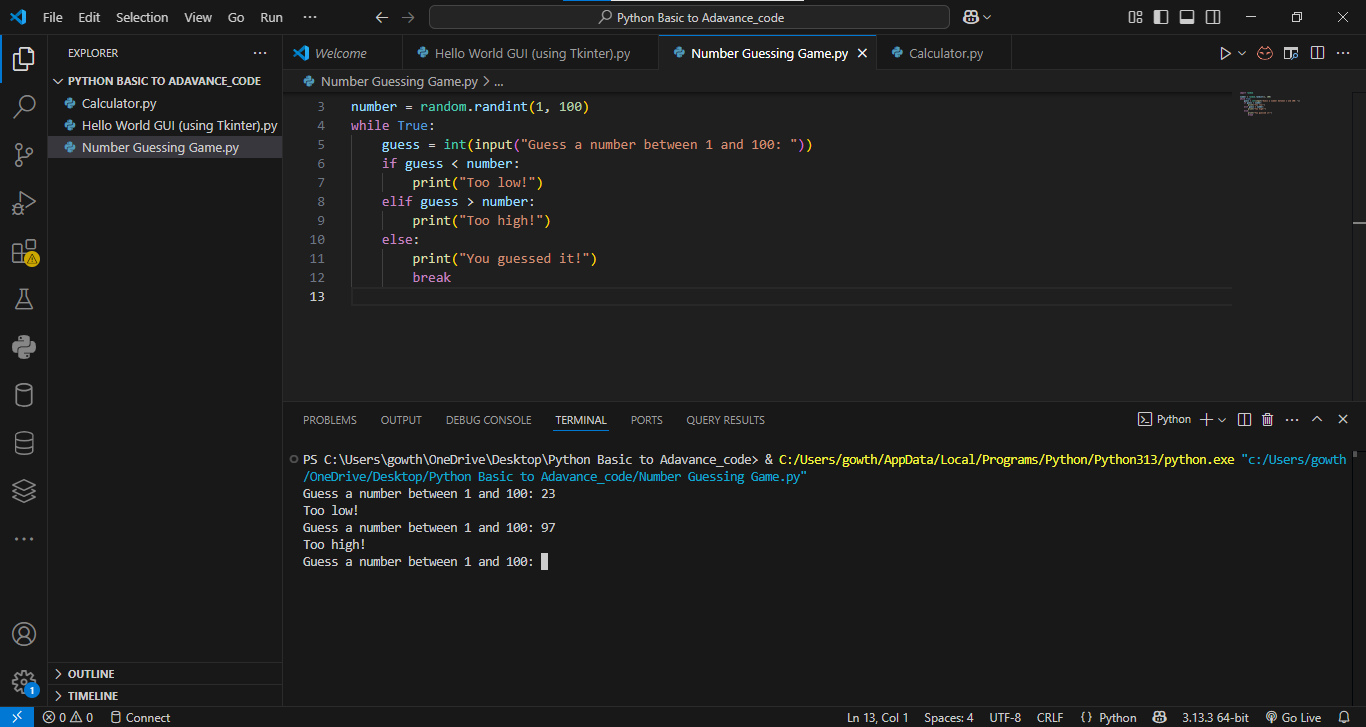 File Edit Selection View Go Run ···
Python Basic to Adavance_code
EXPLORER ···
PYTHON BASIC TO ADAVANCE_CODE
Calculator.py
Hello World GUI (using Tkinter).py
Number Guessing Game.py
OUTLINE
TIMELINE
Welcome
Hello World GUI (using Tkinter).py
Number Guessing Game.py
Calculator.py
Number Guessing Game.py > ...
3 number = random.randint(1, 100)
4 while True:
5 guess = int(input("Guess a number between 1 and 100: "))
6 if guess < number:
7 print("Too low!")
8 elif guess > number:
9 print("Too high!")
10 else:
11 print("You guessed it!")
12 break
13
PROBLEMS OUTPUT DEBUG CONSOLE TERMINAL PORTS QUERY RESULTS
Python
PS C:\Users\gowth\OneDrive\Desktop\Python Basic to Adavance_code> & C:/Users/gowth/AppData/Local/Programs/Python/Python313/python.exe "c:/Users/gowth
/OneDrive/Desktop/Python Basic to Adavance_code/Number Guessing Game.py"
Guess a number between 1 and 100: 23
Too low!
Guess a number between 1 and 100: 97
Too high!
Guess a number between 1 and 100:
1
0 0 Connect
Ln 13, Col 1 Spaces: 4 UTF-8 CRLF {} Python 3.13.3 64-bit Go Live